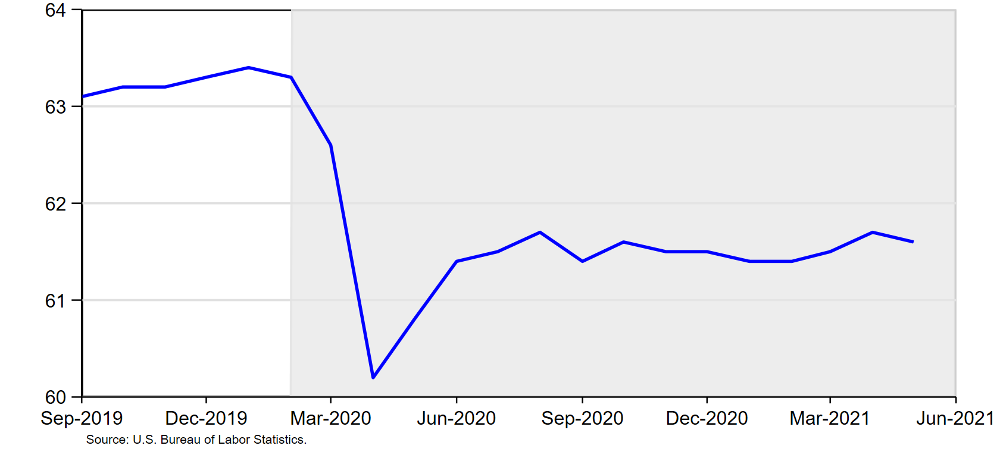 64
63
62
61
60
Sep-2019 Dec-2019 Mar-2020 Jun-2020 Sep-2020 Dec-2020 Mar-2021 Jun-2021
Source: U.S. Bureau of Labor Statistics.